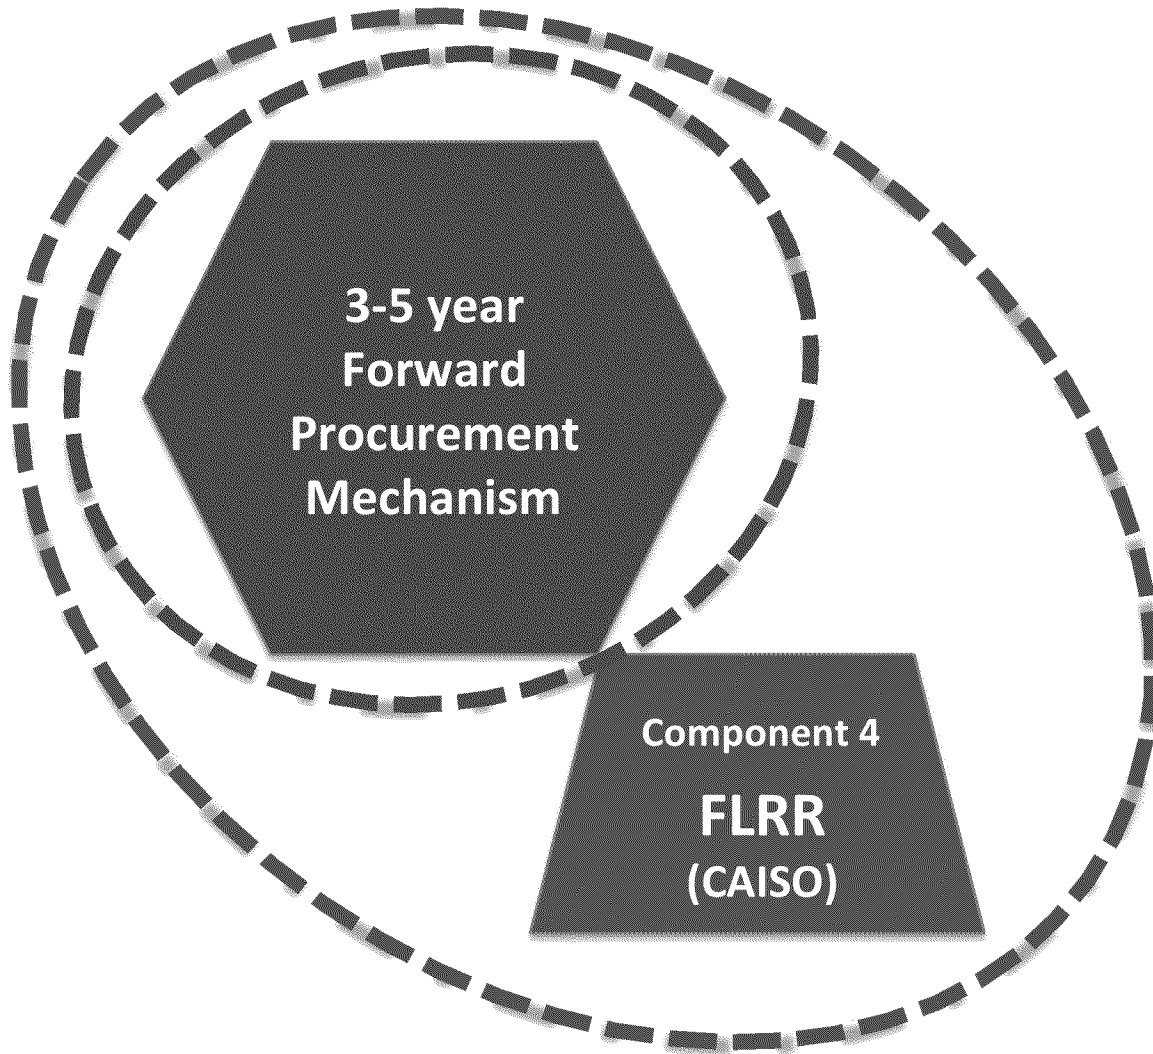 3-5 year
Forward
Procurement
Mechanism
Component 4
FLRR
(CAISO)